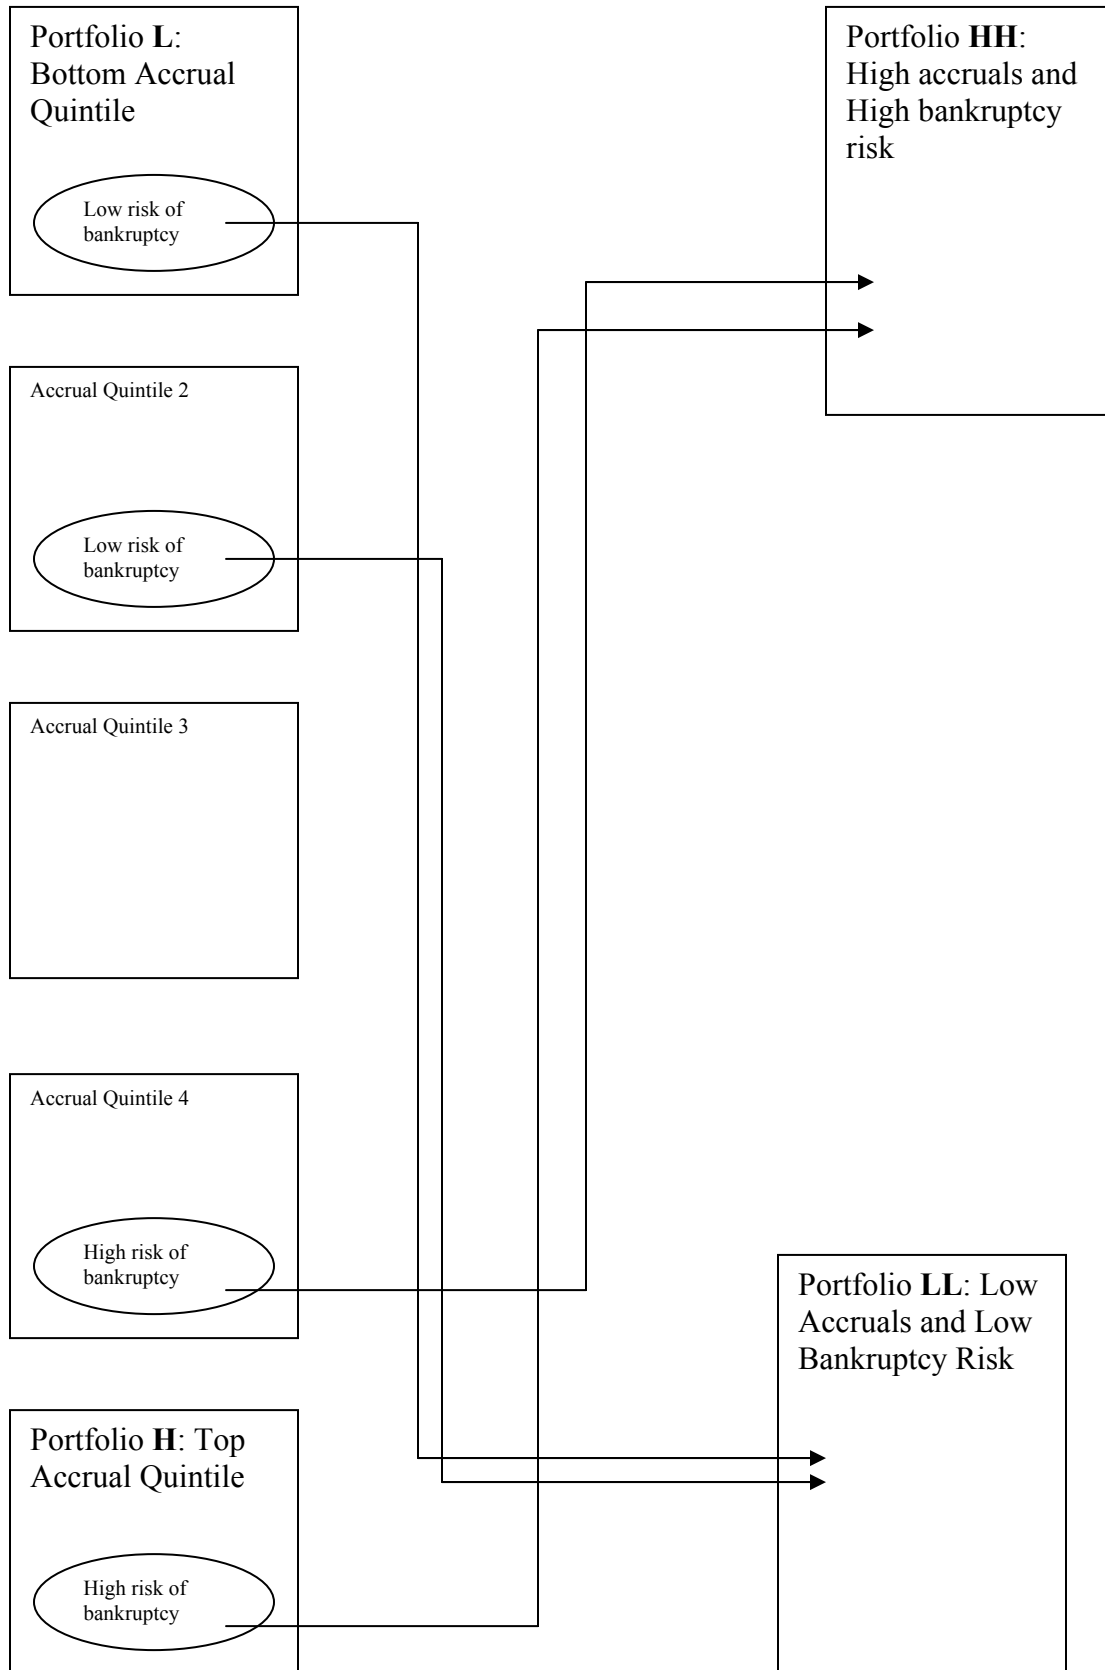 Portfolio L:
Bottom Accrual
Quintile
Low risk of
bankruptcy
Accrual Quintile 2
Low risk of
bankruptcy
Accrual Quintile 3
Accrual Quintile 4
High risk of
bankruptcy
Portfolio H: Top
Accrual Quintile
High risk of
bankruptcy
Portfolio HH:
High accruals and
High bankruptcy
risk
Portfolio LL: Low
Accruals and Low
Bankruptcy Risk